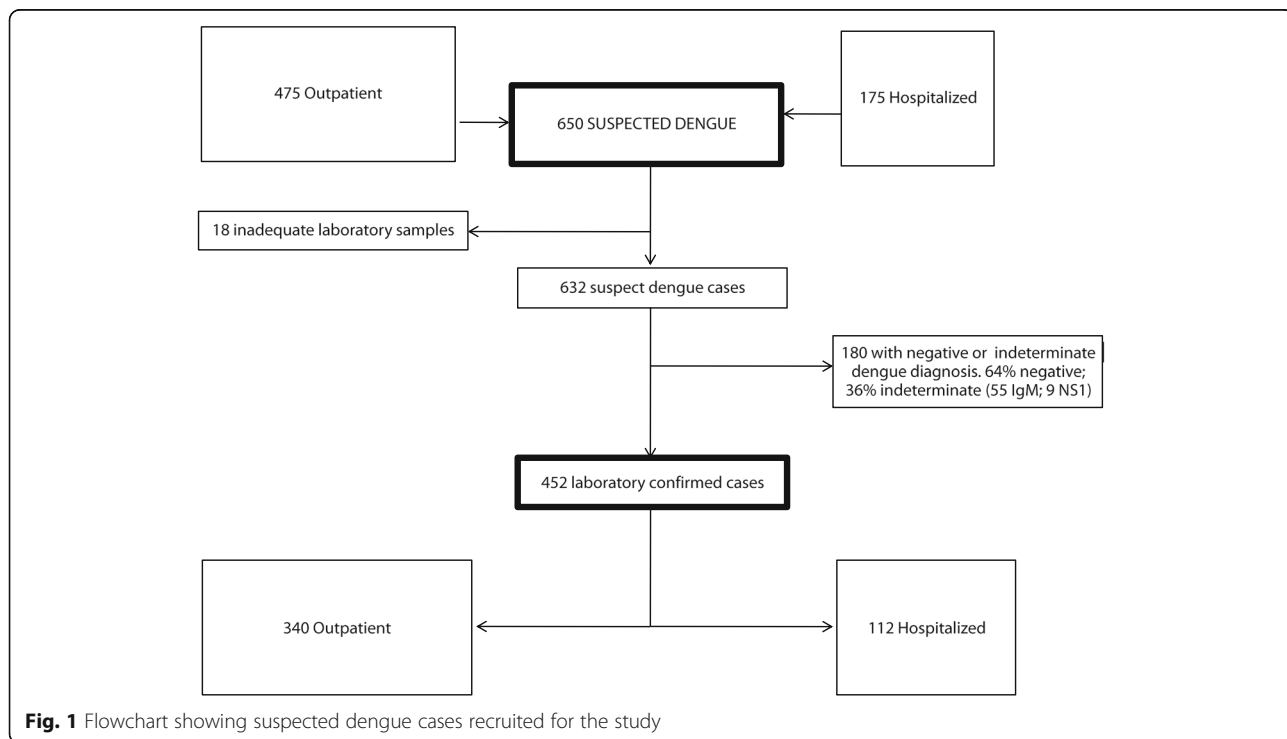 475 Outpatient
175 Hospitalized
650 SUSPECTED DENGUE
18 inadequate laboratory samples
632 suspect dengue cases
180 with negative or indeterminate
dengue diagnosis. 64% negative;
36% indeterminate (55 IgM; 9 NS1)
452 laboratory confirmed cases
340 Outpatient
112 Hospitalized
Fig. 1 Flowchart showing suspected dengue cases recruited for the study